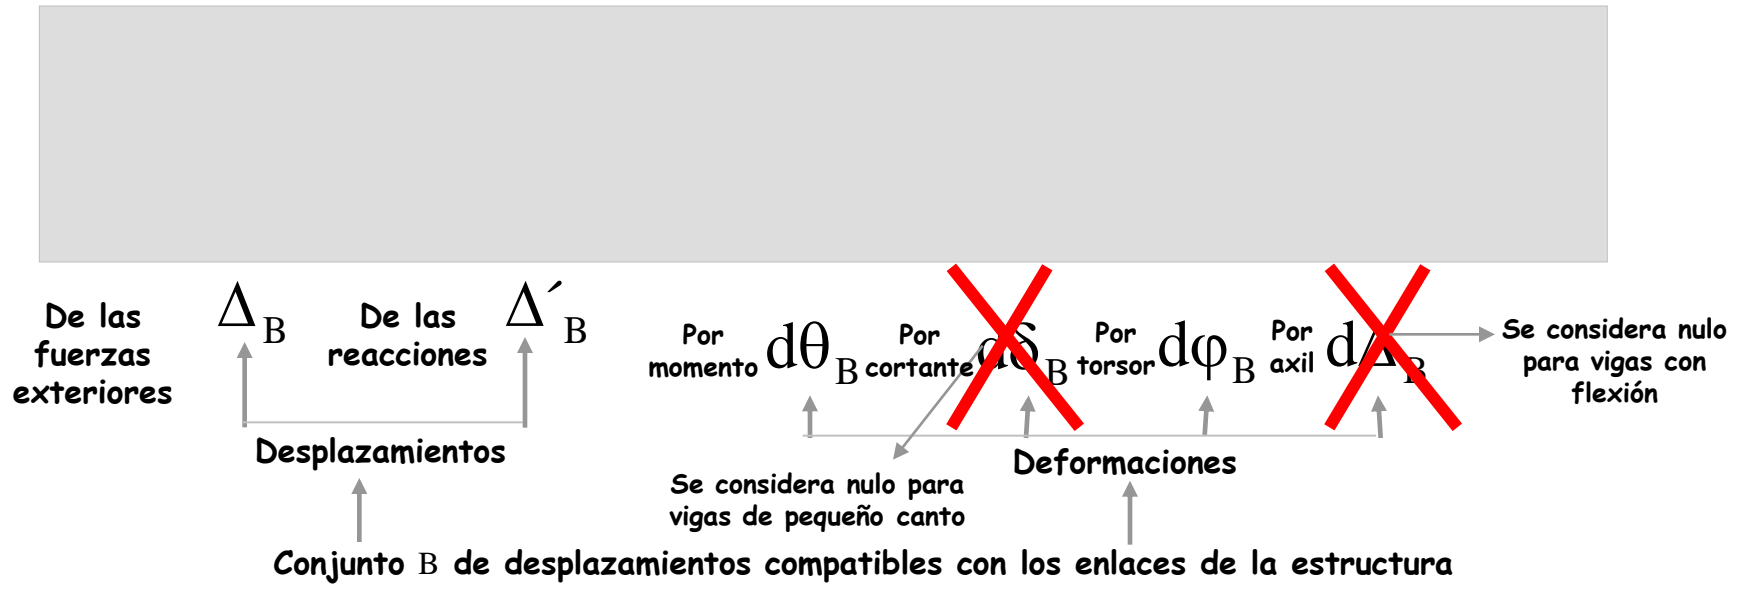 De las
fuerzas
exteriores
Δ B
De las
reacciones
Δ´ B
Por
momento
dθ B
Por
cortante
dδ B
Por
torsor
dφ B
Por
axil
dΔ B
Se considera nulo
para vigas con
flexión
Desplazamientos
Deformaciones
Se considera nulo para
vigas de pequeño canto
Conjunto B de desplazamientos compatibles con los enlaces de la estructura